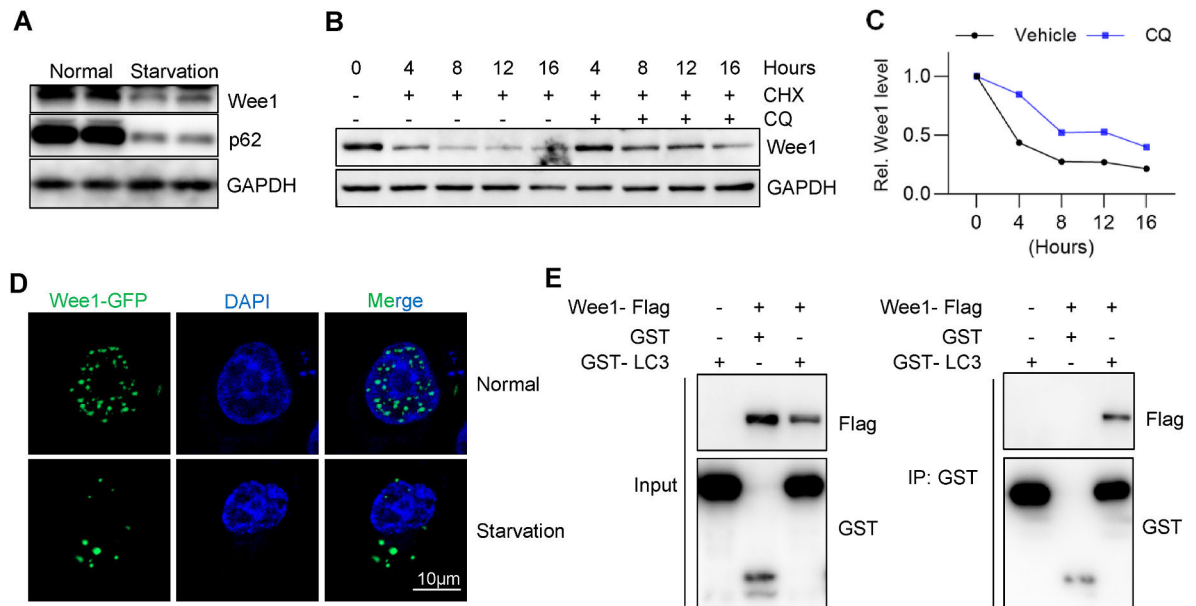 A
Normal Starvation
Wee1
p62
GAPDH
B
0 4 8 12 16 4 8 12 16 Hours
- + + + + + + + + CHX
- - - - - + + + + CQ
Wee1
GAPDH
C
Vehicle CQ
Rel. Wee1 level
1.0
0.5
0.0
0 4 8 12 16
(Hours)
D
Wee1-GFP DAPI Merge
Normal
Starvation
10μm
E
Wee1- Flag - + +
GST - + -
GST- LC3 + - +
Input
Flag
GST
Wee1- Flag - + +
GST - + -
GST- LC3 + - +
IP: GST
Flag
GST